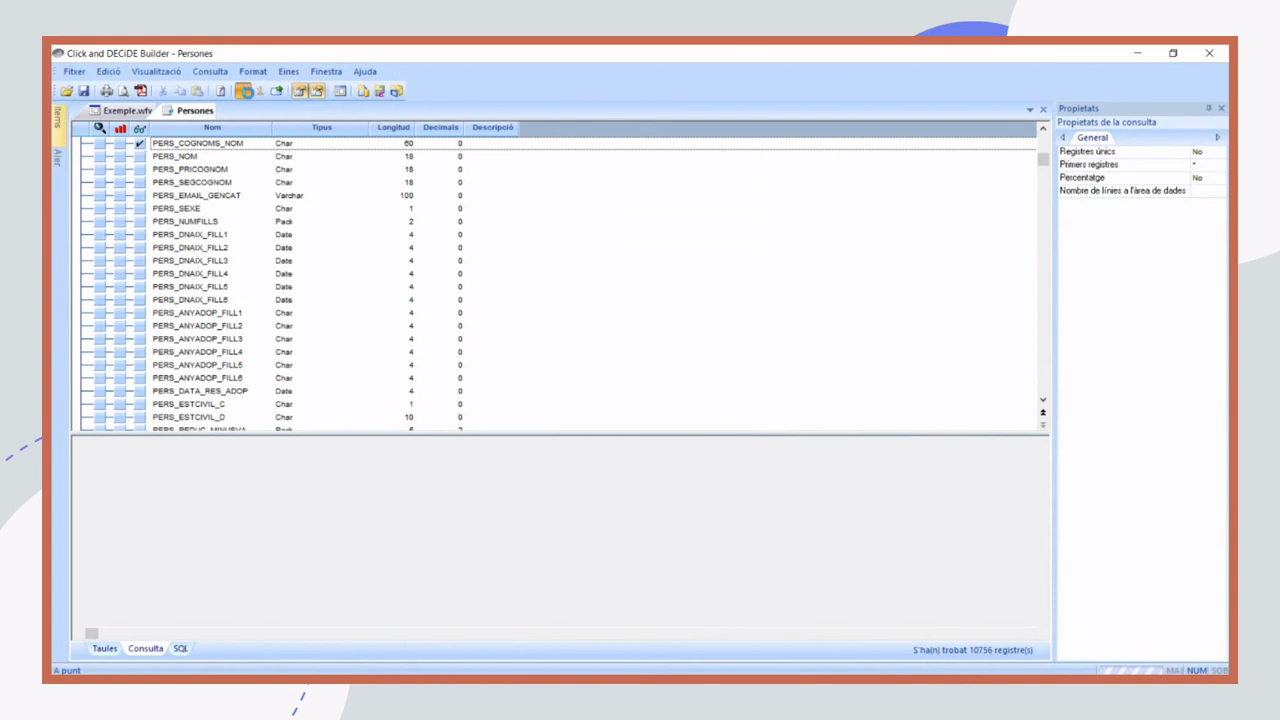 Click and DECiDE Builder - Persones
Fitxer Edició Visualització Consulta Format Eines Finestra Ajuda
Items
Exemple.wfv Persones
Propietats
Propietats de la consulta
General
Registres únics No
Primers registres *
Percentatge No
Nombre de línies a l'àrea de dades
Nom Tipus Longitud Decimals Descripció
PERS_COGNOMS_NOM Char 60 0
PERS_NOM Char 18 0
PERS_PRICOGNOM Char 18 0
PERS_SEGCOGNOM Char 18 0
PERS_EMAIL_GENCAT Varchar 100 0
PERS_SEXE Char 1 0
PERS_NUMFILLS Pack 2 0
PERS_DNAIX_FILL1 Date 4 0
PERS_DNAIX_FILL2 Date 4 0
PERS_DNAIX_FILL3 Date 4 0
PERS_DNAIX_FILL4 Date 4 0
PERS_DNAIX_FILL5 Date 4 0
PERS_DNAIX_FILL6 Date 4 0
PERS_ANYADOP_FILL1 Char 4 0
PERS_ANYADOP_FILL2 Char 4 0
PERS_ANYADOP_FILL3 Char 4 0
PERS_ANYADOP_FILL4 Char 4 0
PERS_ANYADOP_FILL5 Char 4 0
PERS_ANYADOP_FILL6 Char 4 0
PERS_DATA_RES_ADOP Date 4 0
PERS_ESTCIVIL_C Char 1 0
PERS_ESTCIVIL_D Char 10 0
Taules Consulta SQL
S'ha(n) trobat 10756 registre(s)
A punt
NUM